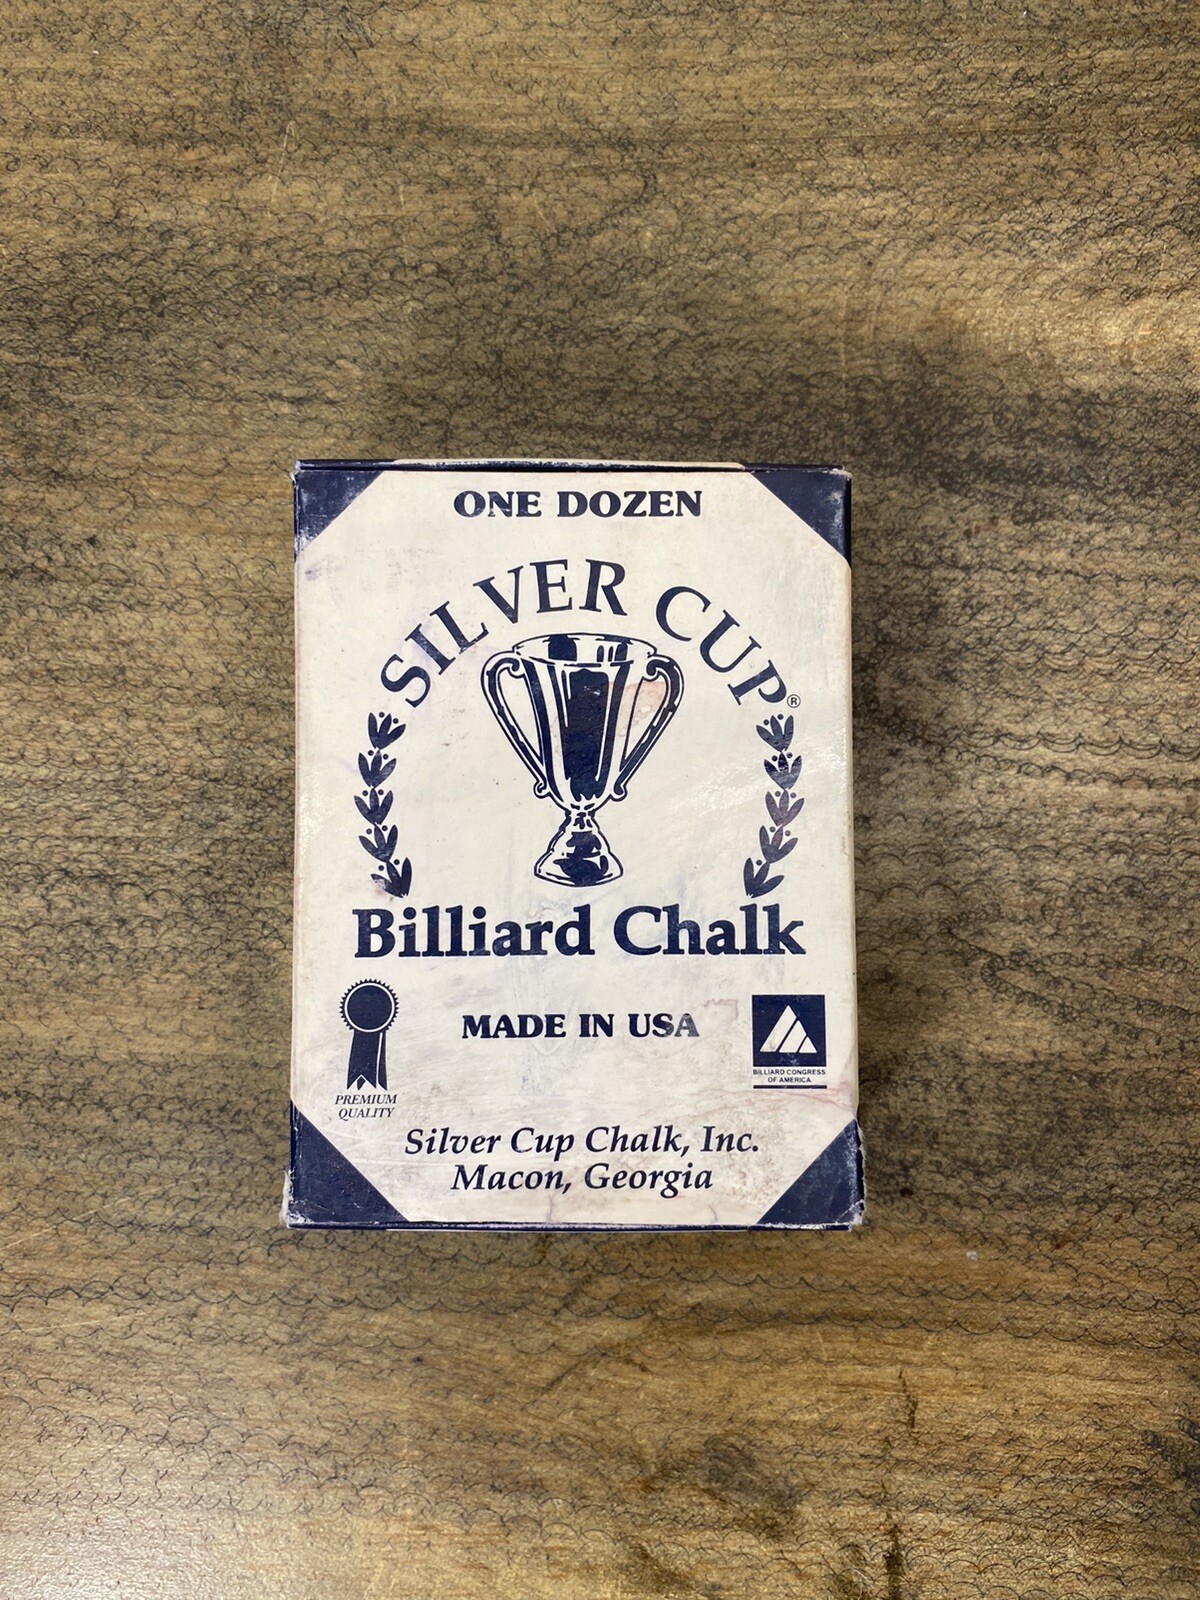 ONE DOZEN
SILVER CUP®
Billiard Chalk
MADE IN USA
PREMIUM
QUALITY
BILLIARD CONGRESS
OF AMERICA
Silver Cup Chalk, Inc.
Macon, Georgia